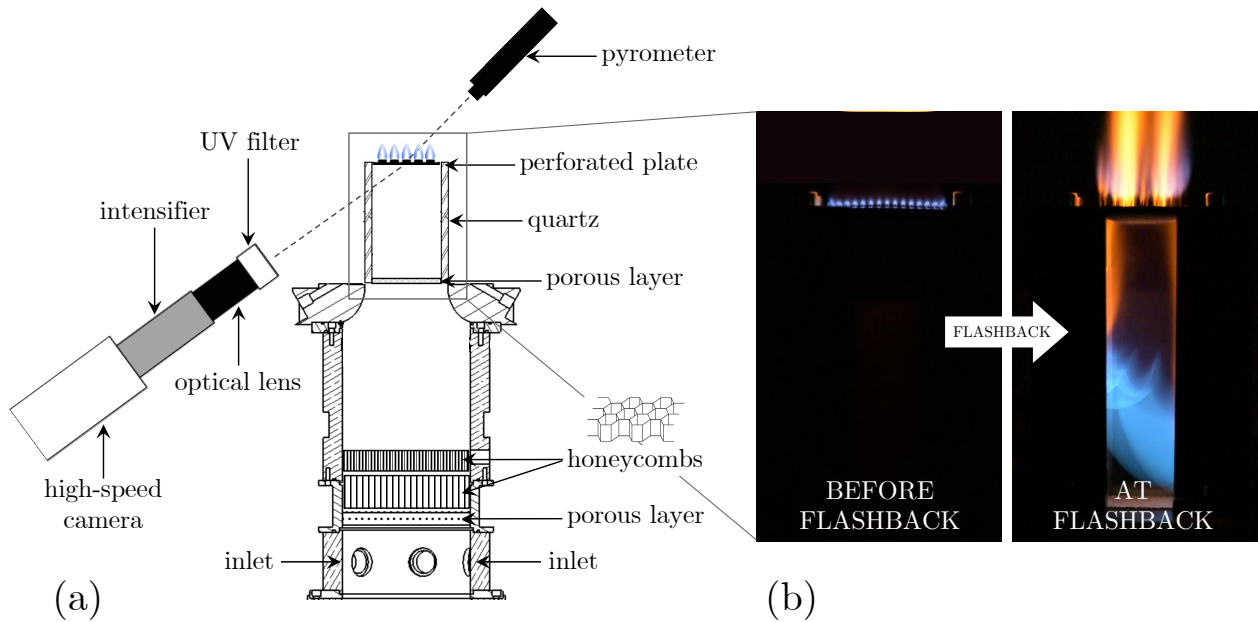 pyrometer
UV filter
perforated plate
intensifier
quartz
porous layer
FLASHBACK
optical lens
honeycombs
high-speed
camera
porous layer
BEFORE
FLASHBACK
AT
FLASHBACK
inlet
inlet
(a)
(b)